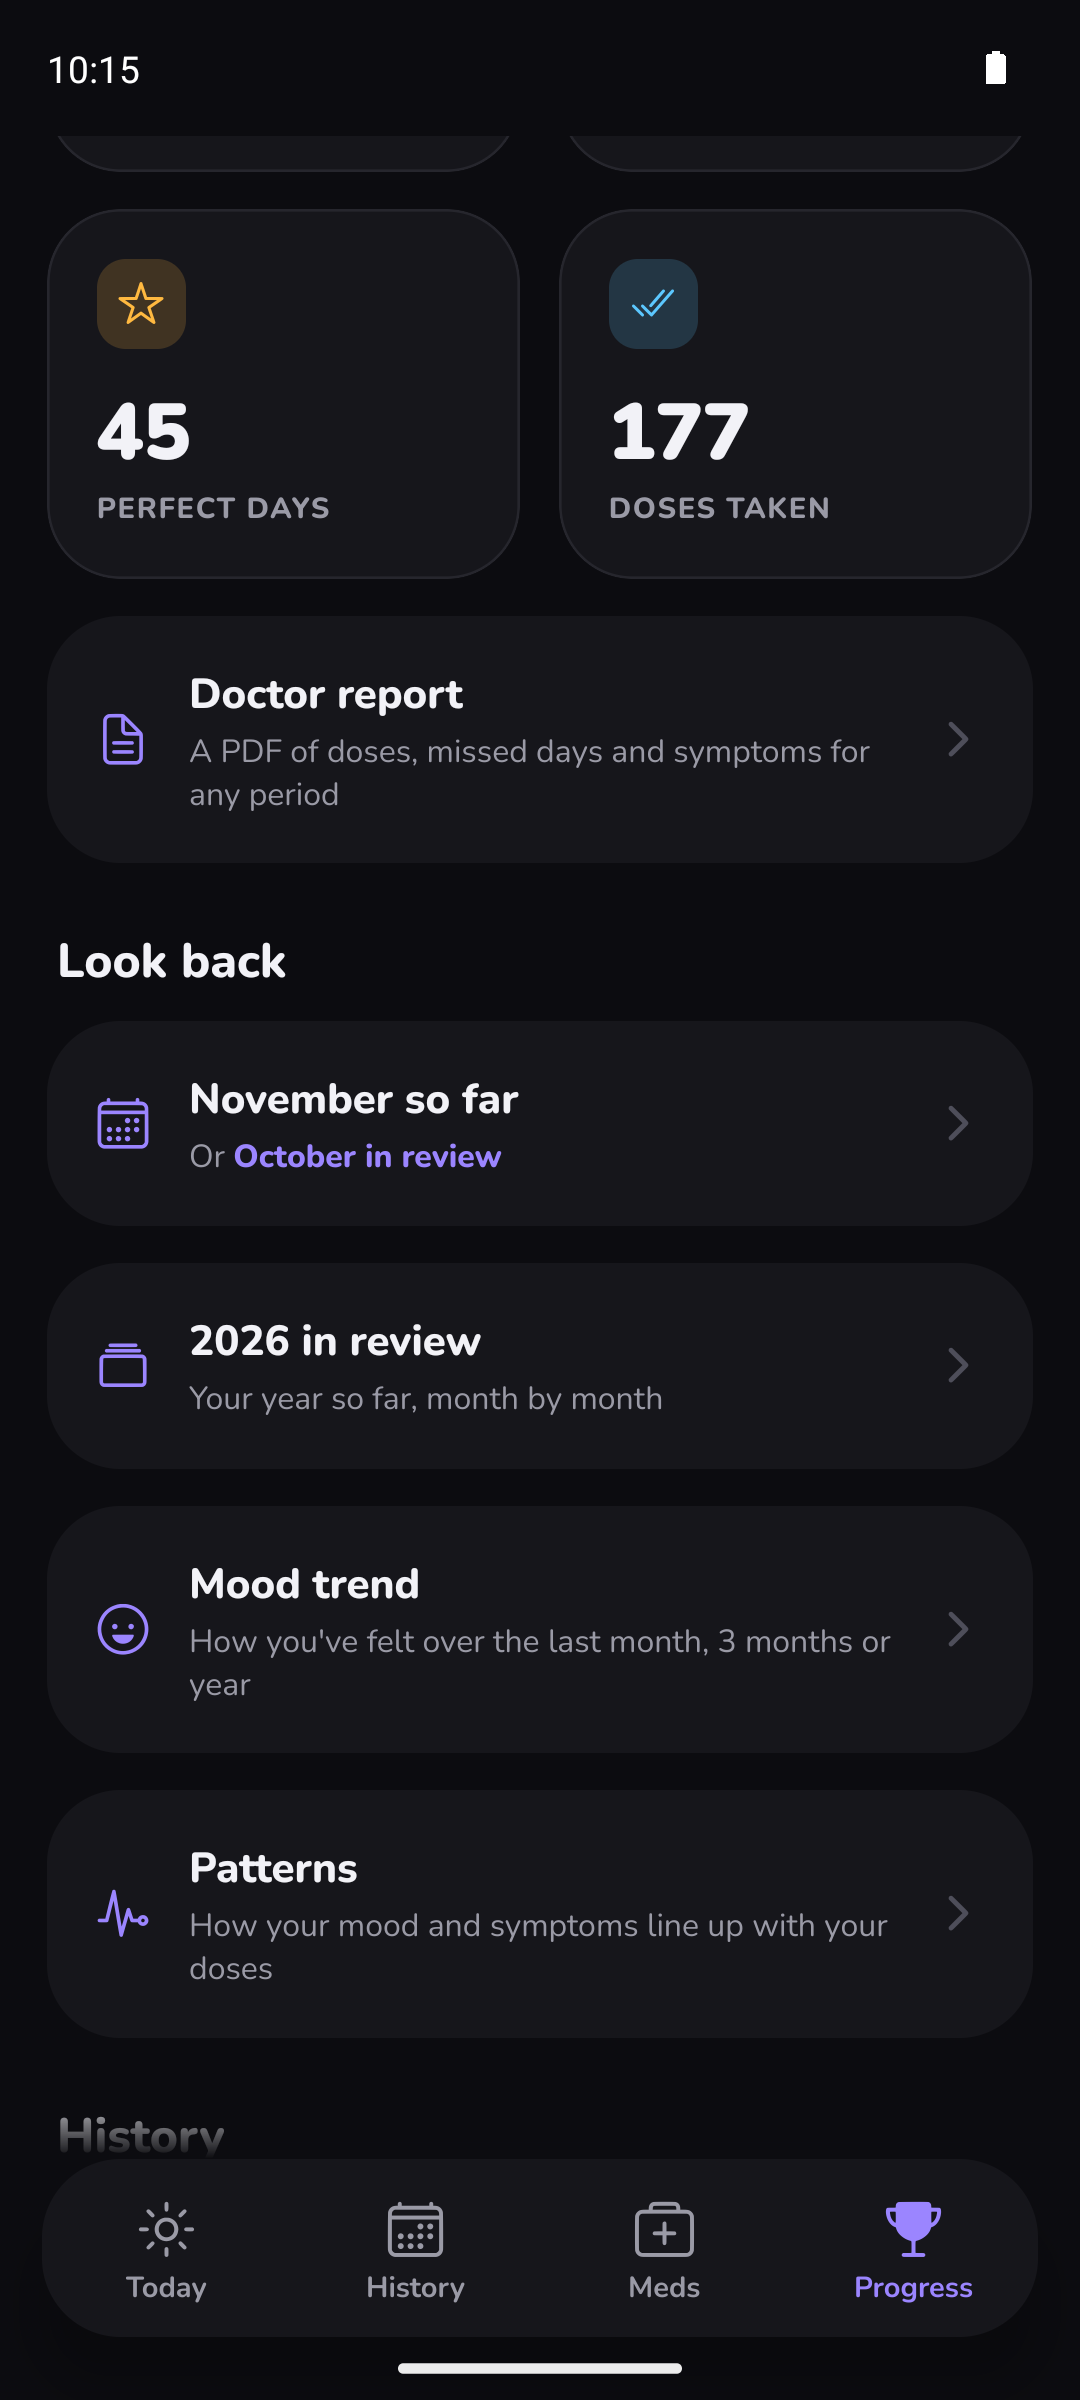 10:15
45
PERFECT DAYS
177
DOSES TAKEN
Doctor report
A PDF of doses, missed days and symptoms for
any period
Look back
November so far
Or October in review
2026 in review
Your year so far, month by month
Mood trend
How you've felt over the last month, 3 months or
year
Patterns
How your mood and symptoms line up with your
doses
History
Today
History
Meds
Progress